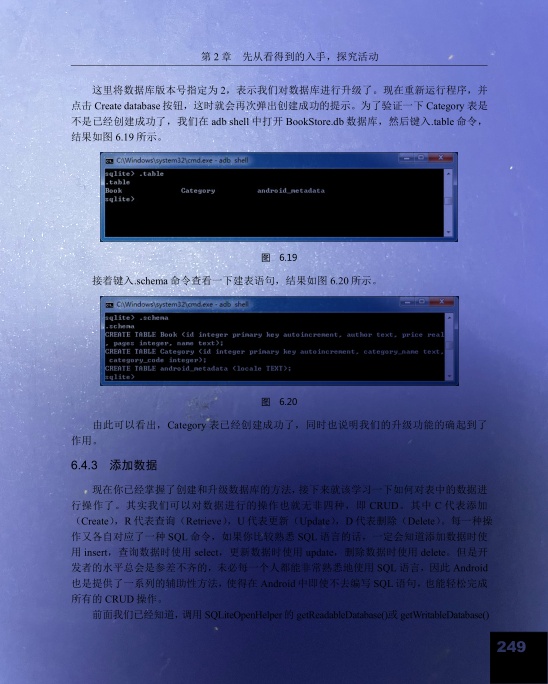 第 2 章　先从看得到的入手，探究活动
这里将数据库版本号指定为 2，表示我们对数据库进行升级了。现在重新运行程序，并
点击 Create database 按钮，这时就会再次弹出创建成功的提示。为了验证一下 Category 表是
不是已经创建成功了，我们在 adb shell 中打开 BookStore.db 数据库，然后键入.table 命令，
结果如图 6.19 所示。
C:\Windows\system32\cmd.exe - adb shell
sqlite> .table
.table
Book Category android_metadata
sqlite>
图 6.19
接着键入.schema 命令查看一下建表语句，结果如图 6.20 所示。
C:\Windows\system32\cmd.exe - adb shell
sqlite> .schema
.schema
CREATE TABLE Book (id integer primary key autoincrement, author text, price real
, pages integer, name text);
CREATE TABLE Category (id integer primary key autoincrement, category_name text,
category_code integer);
CREATE TABLE android_metadata (locale TEXT);
sqlite>
图 6.20
由此可以看出，Category 表已经创建成功了，同时也说明我们的升级功能的确起到了
作用。
6.4.3 添加数据
现在你已经掌握了创建和升级数据库的方法，接下来就该学习一下如何对表中的数据进
行操作了。其实我们可以对数据进行的操作也就无非四种，即 CRUD。其中 C 代表添加
（Create），R 代表查询（Retrieve），U 代表更新（Update），D 代表删除（Delete）。每一种操
作又各自对应了一种 SQL 命令，如果你比较熟悉 SQL 语言的话，一定会知道添加数据时使
用 insert，查询数据时使用 select，更新数据时使用 update，删除数据时使用 delete。但是开
发者的水平总会是参差不齐的，未必每一个人都能非常熟悉地使用 SQL 语言，因此 Android
也是提供了一系列的辅助性方法，使得在 Android 中即使不去编写 SQL 语句，也能轻松完成
所有的 CRUD 操作。
前面我们已经知道，调用 SQLiteOpenHelper 的 getReadableDatabase()或 getWritableDatabase()
249